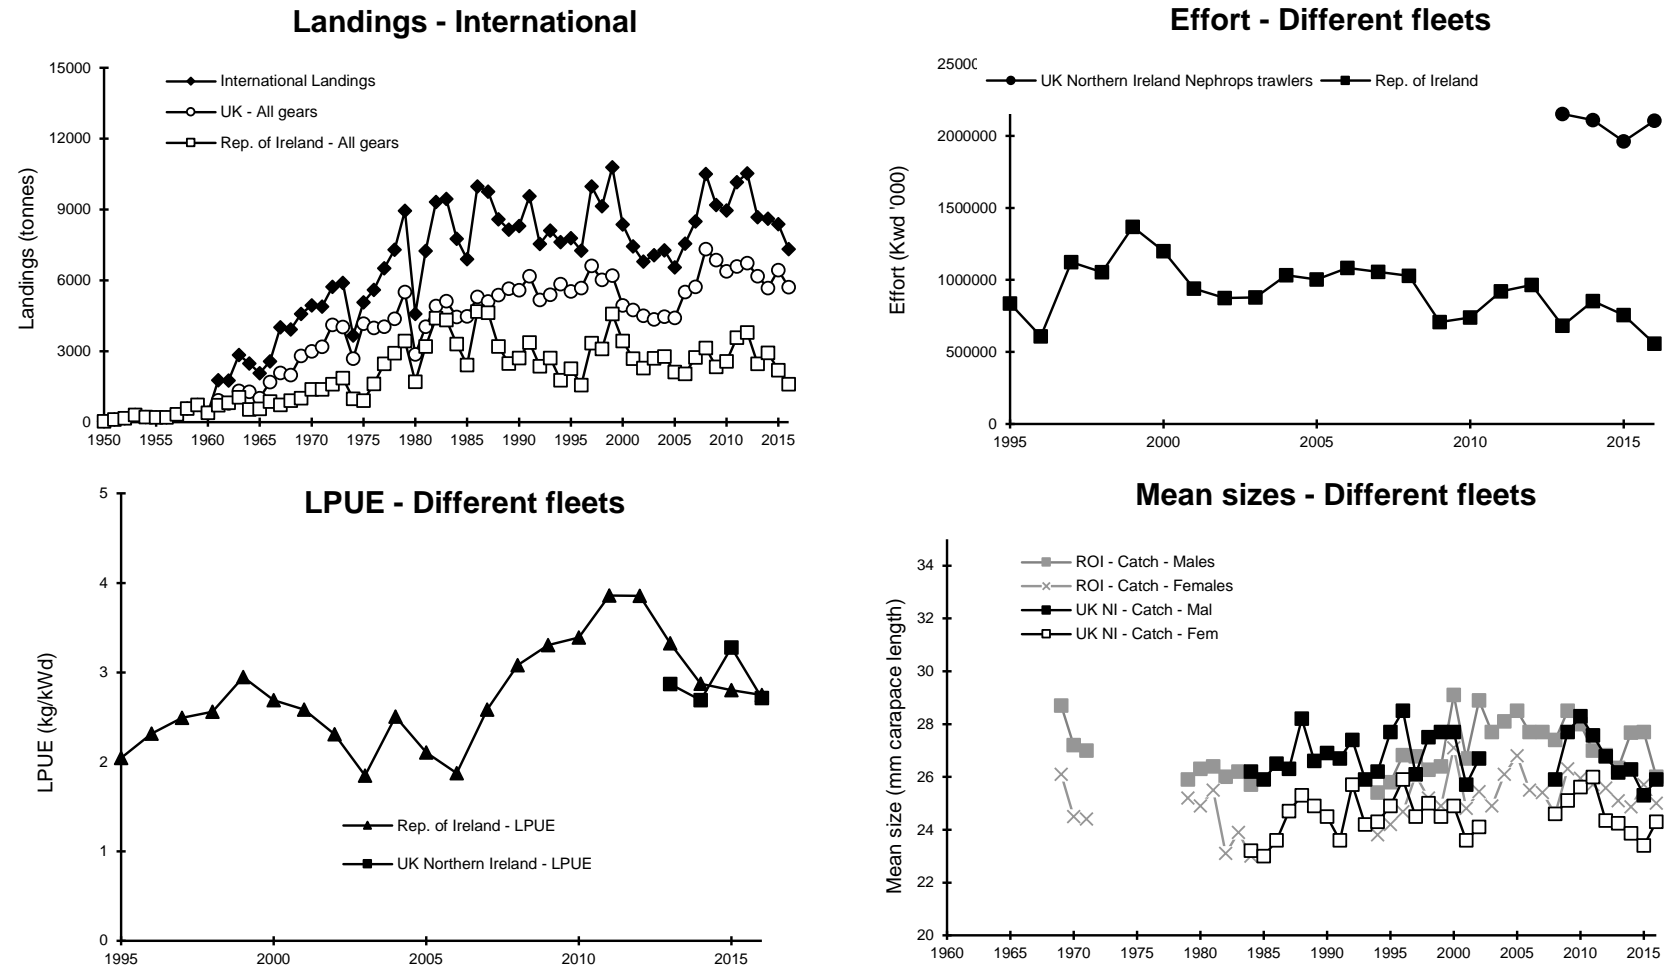 Landings - International
15000
12000
9000
6000
3000
0
Landings (tonnes)
International Landings
UK - All gears
Rep. of Ireland - All gears
1950 1955 1960 1965 1970 1975 1980 1985 1990 1995 2000 2005 2010 2015
Effort - Different fleets
2500
2000000
1500000
1000000
500000
0
Effort (Kwd '000)
UK Northern Ireland Nephrops trawlers Rep. of Ireland
1995 2000 2005 2010 2015
LPUE - Different fleets
5
4
3
2
1
0
LPUE (kg/kWd)
Rep. of Ireland - LPUE
UK Northern Ireland - LPUE
1995 2000 2005 2010 2015
Mean sizes - Different fleets
34
32
30
28
26
24
22
20
Mean size (mm carapace length)
ROI - Catch - Males
ROI - Catch - Females
UK NI - Catch - Mal
UK NI - Catch - Fem
1960 1965 1970 1975 1980 1985 1990 1995 2000 2005 2010 2015